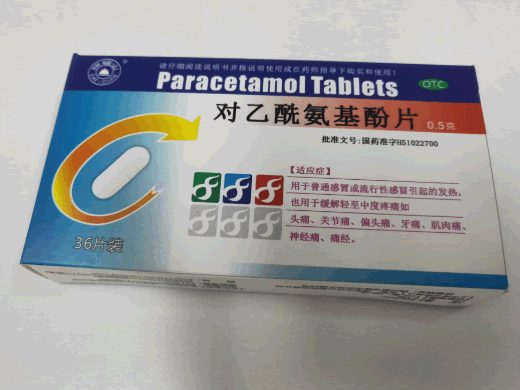 请仔细阅读说明书并按说明使用或在药师指导下购买和使用!
Paracetamol Tablets
OTC
对乙酰氨基酚片
0.5克
批准文号:国药准字H51022700
【适应症】
用于普通感冒或流行性感冒引起的发热,
也用于缓解轻至中度疼痛如
头痛、关节痛、偏头痛、牙痛、肌肉痛、
神经痛、痛经。
36片装